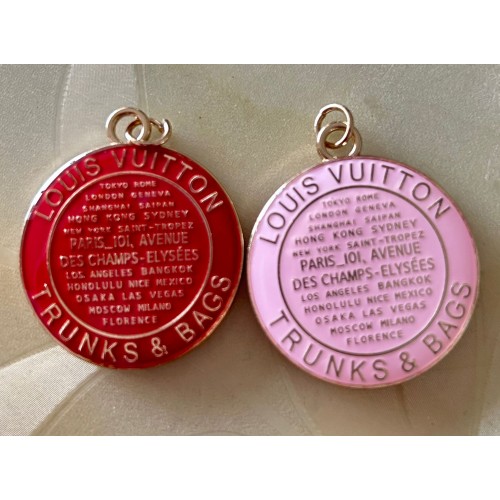 LOUIS VUITTON
TOKYO ROME
LONDON GENEVA
SHANGHAI SAIPAN
HONG KONG SYDNEY
NEW YORK SAINT-TROPEZ
PARIS_101, AVENUE
DES CHAMPS-ELYSÉES
LOS ANGELES BANGKOK
HONOLULU NICE MEXICO
OSAKA LAS VEGAS
MOSCOW MILANO
FLORENCE
TRUNKS & BAGS
LOUIS VUITTON
TOKYO ROME
LONDON GENEVA
SHANGHAI SAIPAN
HONG KONG SYDNEY
NEW YORK SAINT-TROPEZ
PARIS_101, AVENUE
DES CHAMPS-ELYSÉES
LOS ANGELES BANGKOK
HONOLULU NICE MEXICO
OSAKA LAS VEGAS
MOSCOW MILANO
FLORENCE
TRUNKS & BAGS